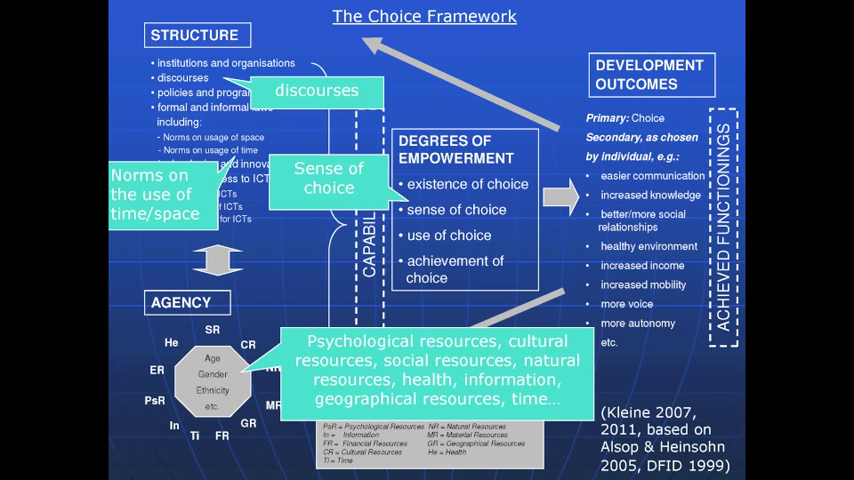 The Choice Framework
STRUCTURE
• institutions and organisations
• discourses
• policies and
• formal and informal
including:
- Norms on usage of space
- Norms on usage of time
and
to
ICTs
ICTs
for ICTs
discourses
Norms on
the use of
time/space
Sense of
choice
AGENCY
SR
He
CR
ER
PsR
MR
In
GR
Ti
FR
Age
Gender
Ethnicity
etc.
DEGREES OF
EMPOWERMENT
• existence of choice
• sense of choice
• use of choice
• achievement of
choice
DEVELOPMENT
OUTCOMES
Primary: Choice
Secondary, as chosen
by individual, e.g.:
• easier communication
• increased knowledge
• better/more social
relationships
• healthy environment
• increased income
• increased mobility
• more voice
• more autonomy
etc.
ACHIEVED FUNCTIONINGS
Psychological resources, cultural
resources, social resources, natural
resources, health, information,
geographical resources, time...
PsR = Psychological Resources NR = Natural Resources
In = Information MR = Material Resources
FR = Financial Resources GR = Geographical Resources
CR = Cultural Resources He = Health
Ti = Time
(Kleine 2007,
2011, based on
Alsop & Heinsohn
2005, DFID 1999)